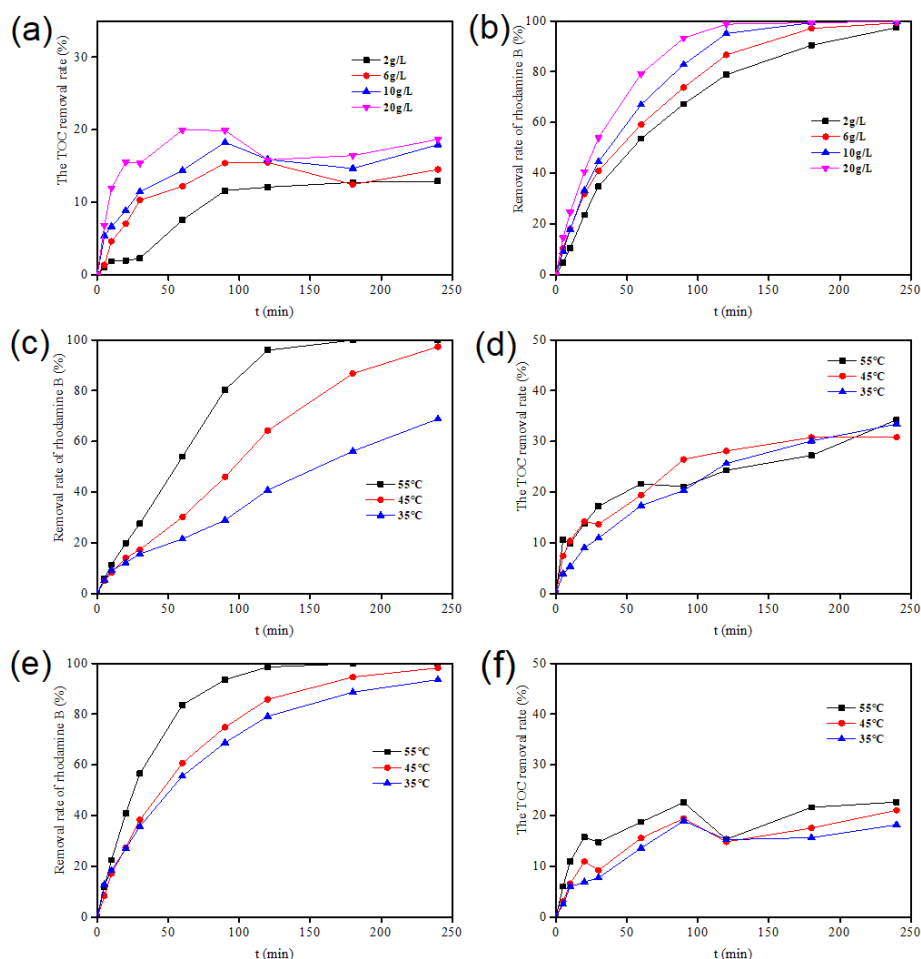 (a)
The TOC removal rate (%)
30
20
10
0
2g/L
6g/L
10g/L
20g/L
0 50 100 150 200 250
t (min)
(b)
Removal rate of rhodamine B (%)
100
80
60
40
20
0
2g/L
6g/L
10g/L
20g/L
0 50 100 150 200 250
t (min)
(c)
Removal rate of rhodamine B (%)
100
80
60
40
20
0
55°C
45°C
35°C
0 50 100 150 200 250
t (min)
(d)
The TOC removal rate (%)
50
40
30
20
10
0
55°C
45°C
35°C
0 50 100 150 200 250
t (min)
(e)
Removal rate of rhodamine B (%)
100
80
60
40
20
0
55°C
45°C
35°C
0 50 100 150 200 250
t (min)
(f)
The TOC removal rate (%)
50
40
30
20
10
0
55°C
45°C
35°C
0 50 100 150 200 250
t (min)